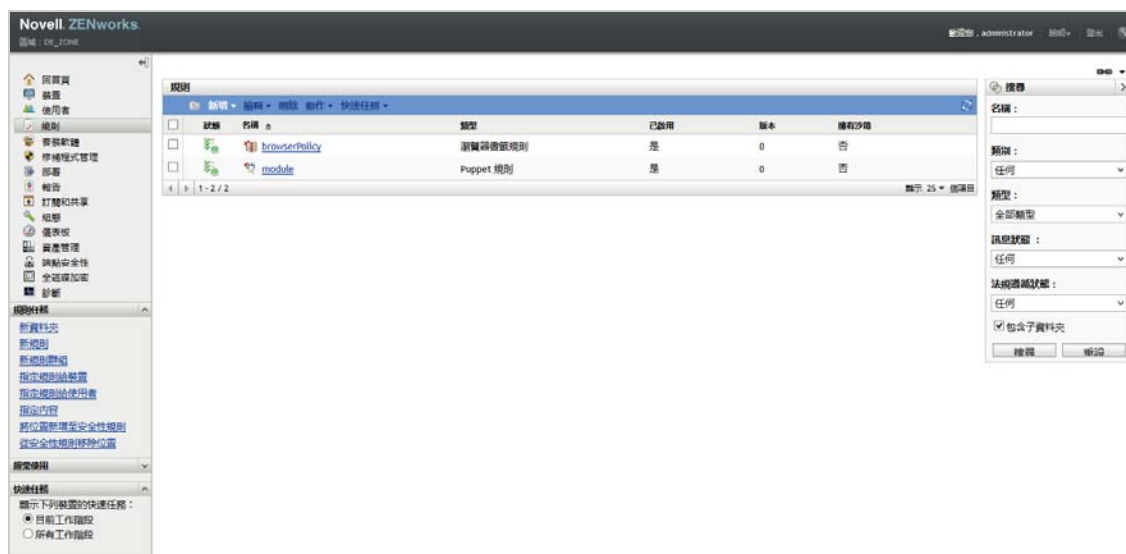 Novell ZENworks
區域：DE_ZONE
歡迎您 , administrator
登出
回首頁
裝置
使用者
規則
套裝軟體
修補程式管理
部署
報告
訂閱和共享
組態
儀表板
資產管理
端點安全性
全磁碟加密
診斷
規則任務
新資料夾
新規則
新規則群組
指定規則給裝置
指定規則給使用者
指定內容
將位置新增至安全性規則
從安全性規則移除位置
經常使用
快速任務
顯示下列裝置的快速任務：
目前工作階段
所有工作階段
規則
新增 編輯 刪除 動作 快速任務
狀態 名稱 類型 已啟用 版本 擁有沙箱
browserPolicy 瀏覽器書籤規則 是 0 否
module Puppet 規則 是 0 否
1 - 2 / 2
顯示 25 個項目
搜尋
名稱：
類別：
任何
類型：
全部類型
訊息狀態：
任何
法規遵循狀態：
任何
包含子資料夾
搜尋 重設